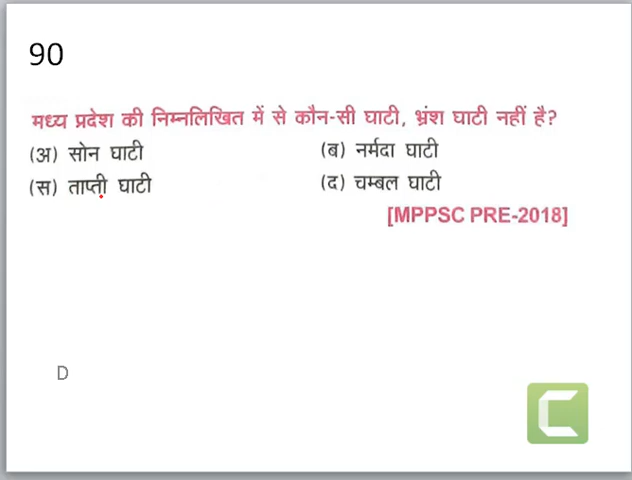 90
मध्य प्रदेश की निम्नलिखित में से कौन-सी घाटी, भ्रंश घाटी नहीं है?
(अ) सोन घाटी (ब) नर्मदा घाटी
(स) ताप्ती घाटी (द) चम्बल घाटी
[MPPSC PRE-2018]
D